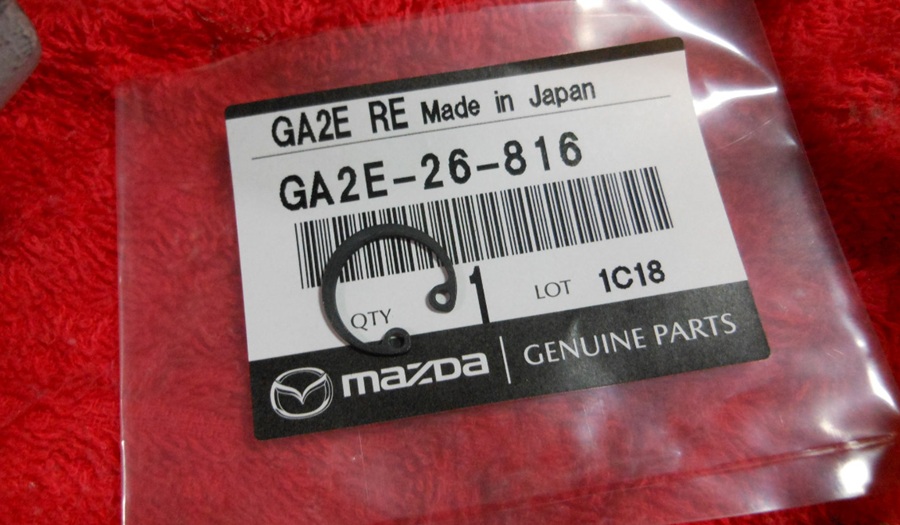 GA2E RE Made in Japan
GA2E-26-816
QTY 1 LOT 1C18
mazda GENUINE PARTS